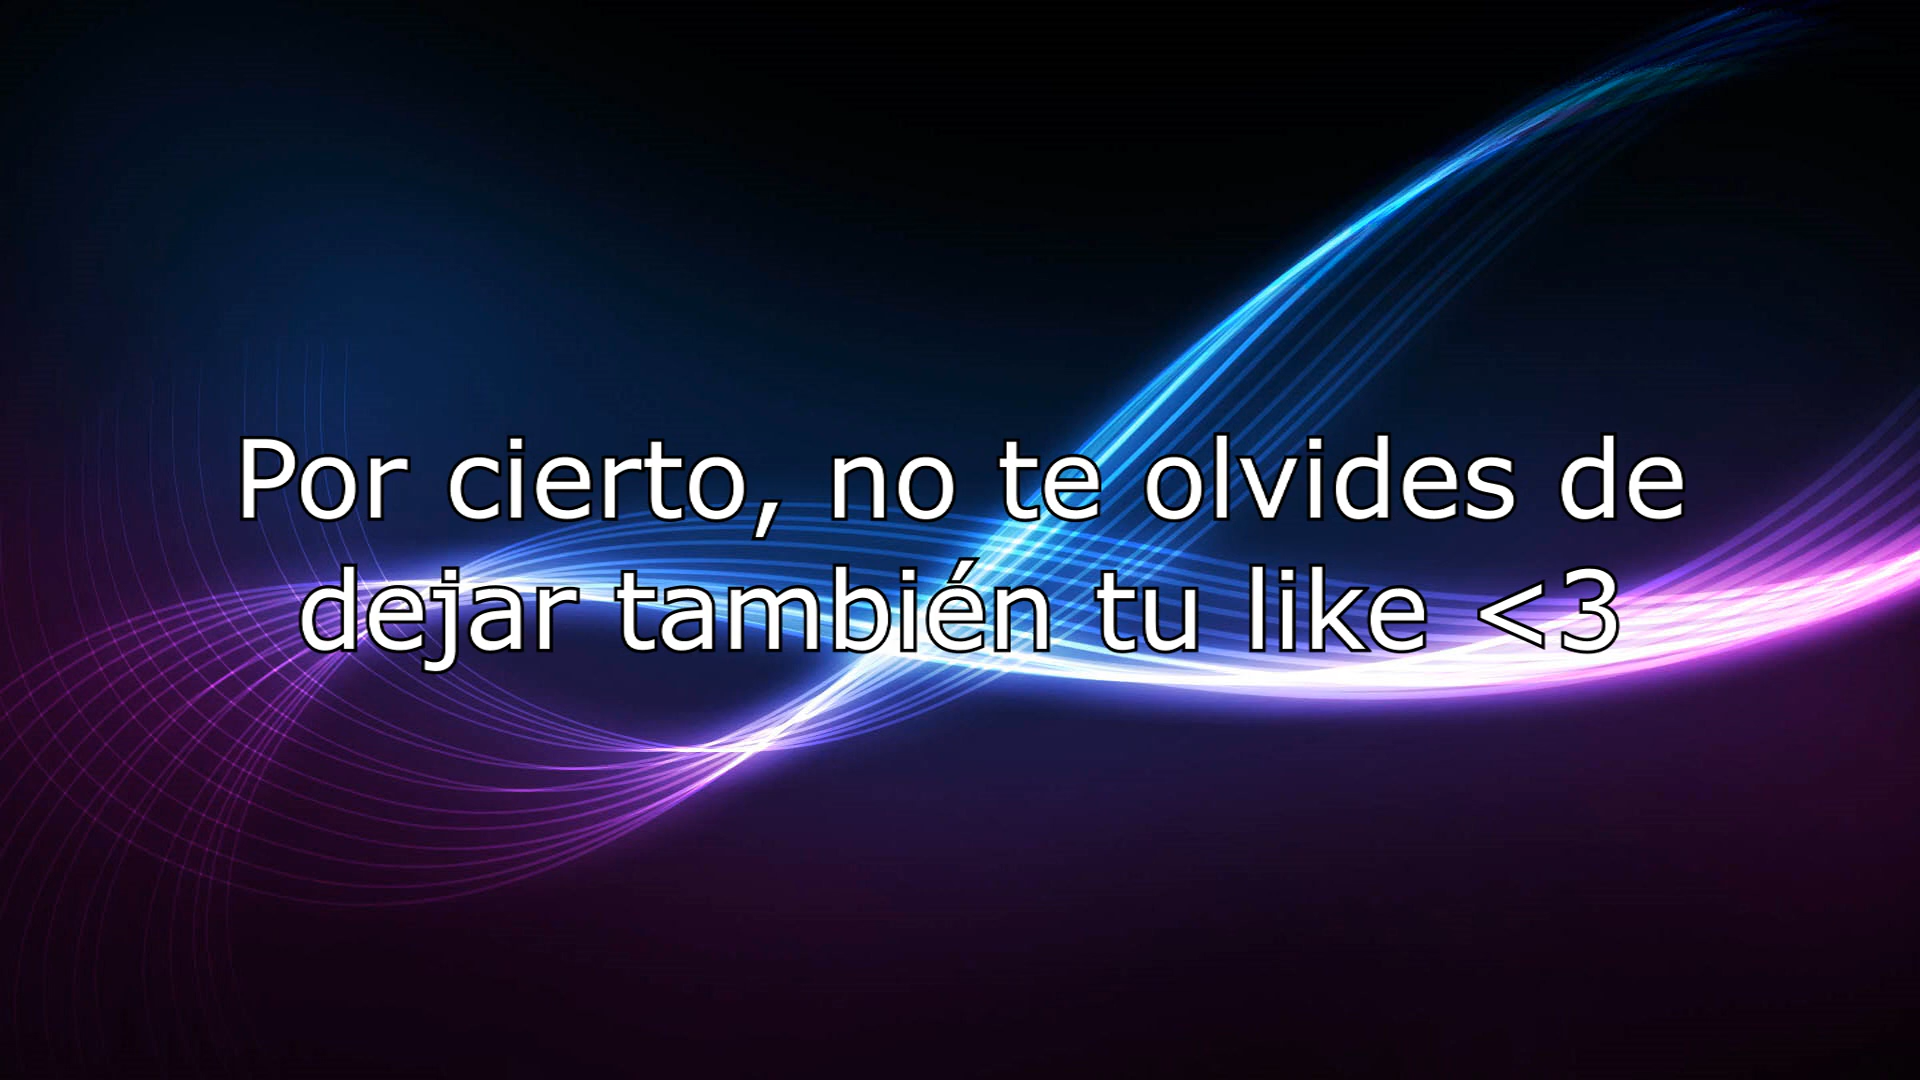 Por cierto, no te olvides de
dejar también tu like <3